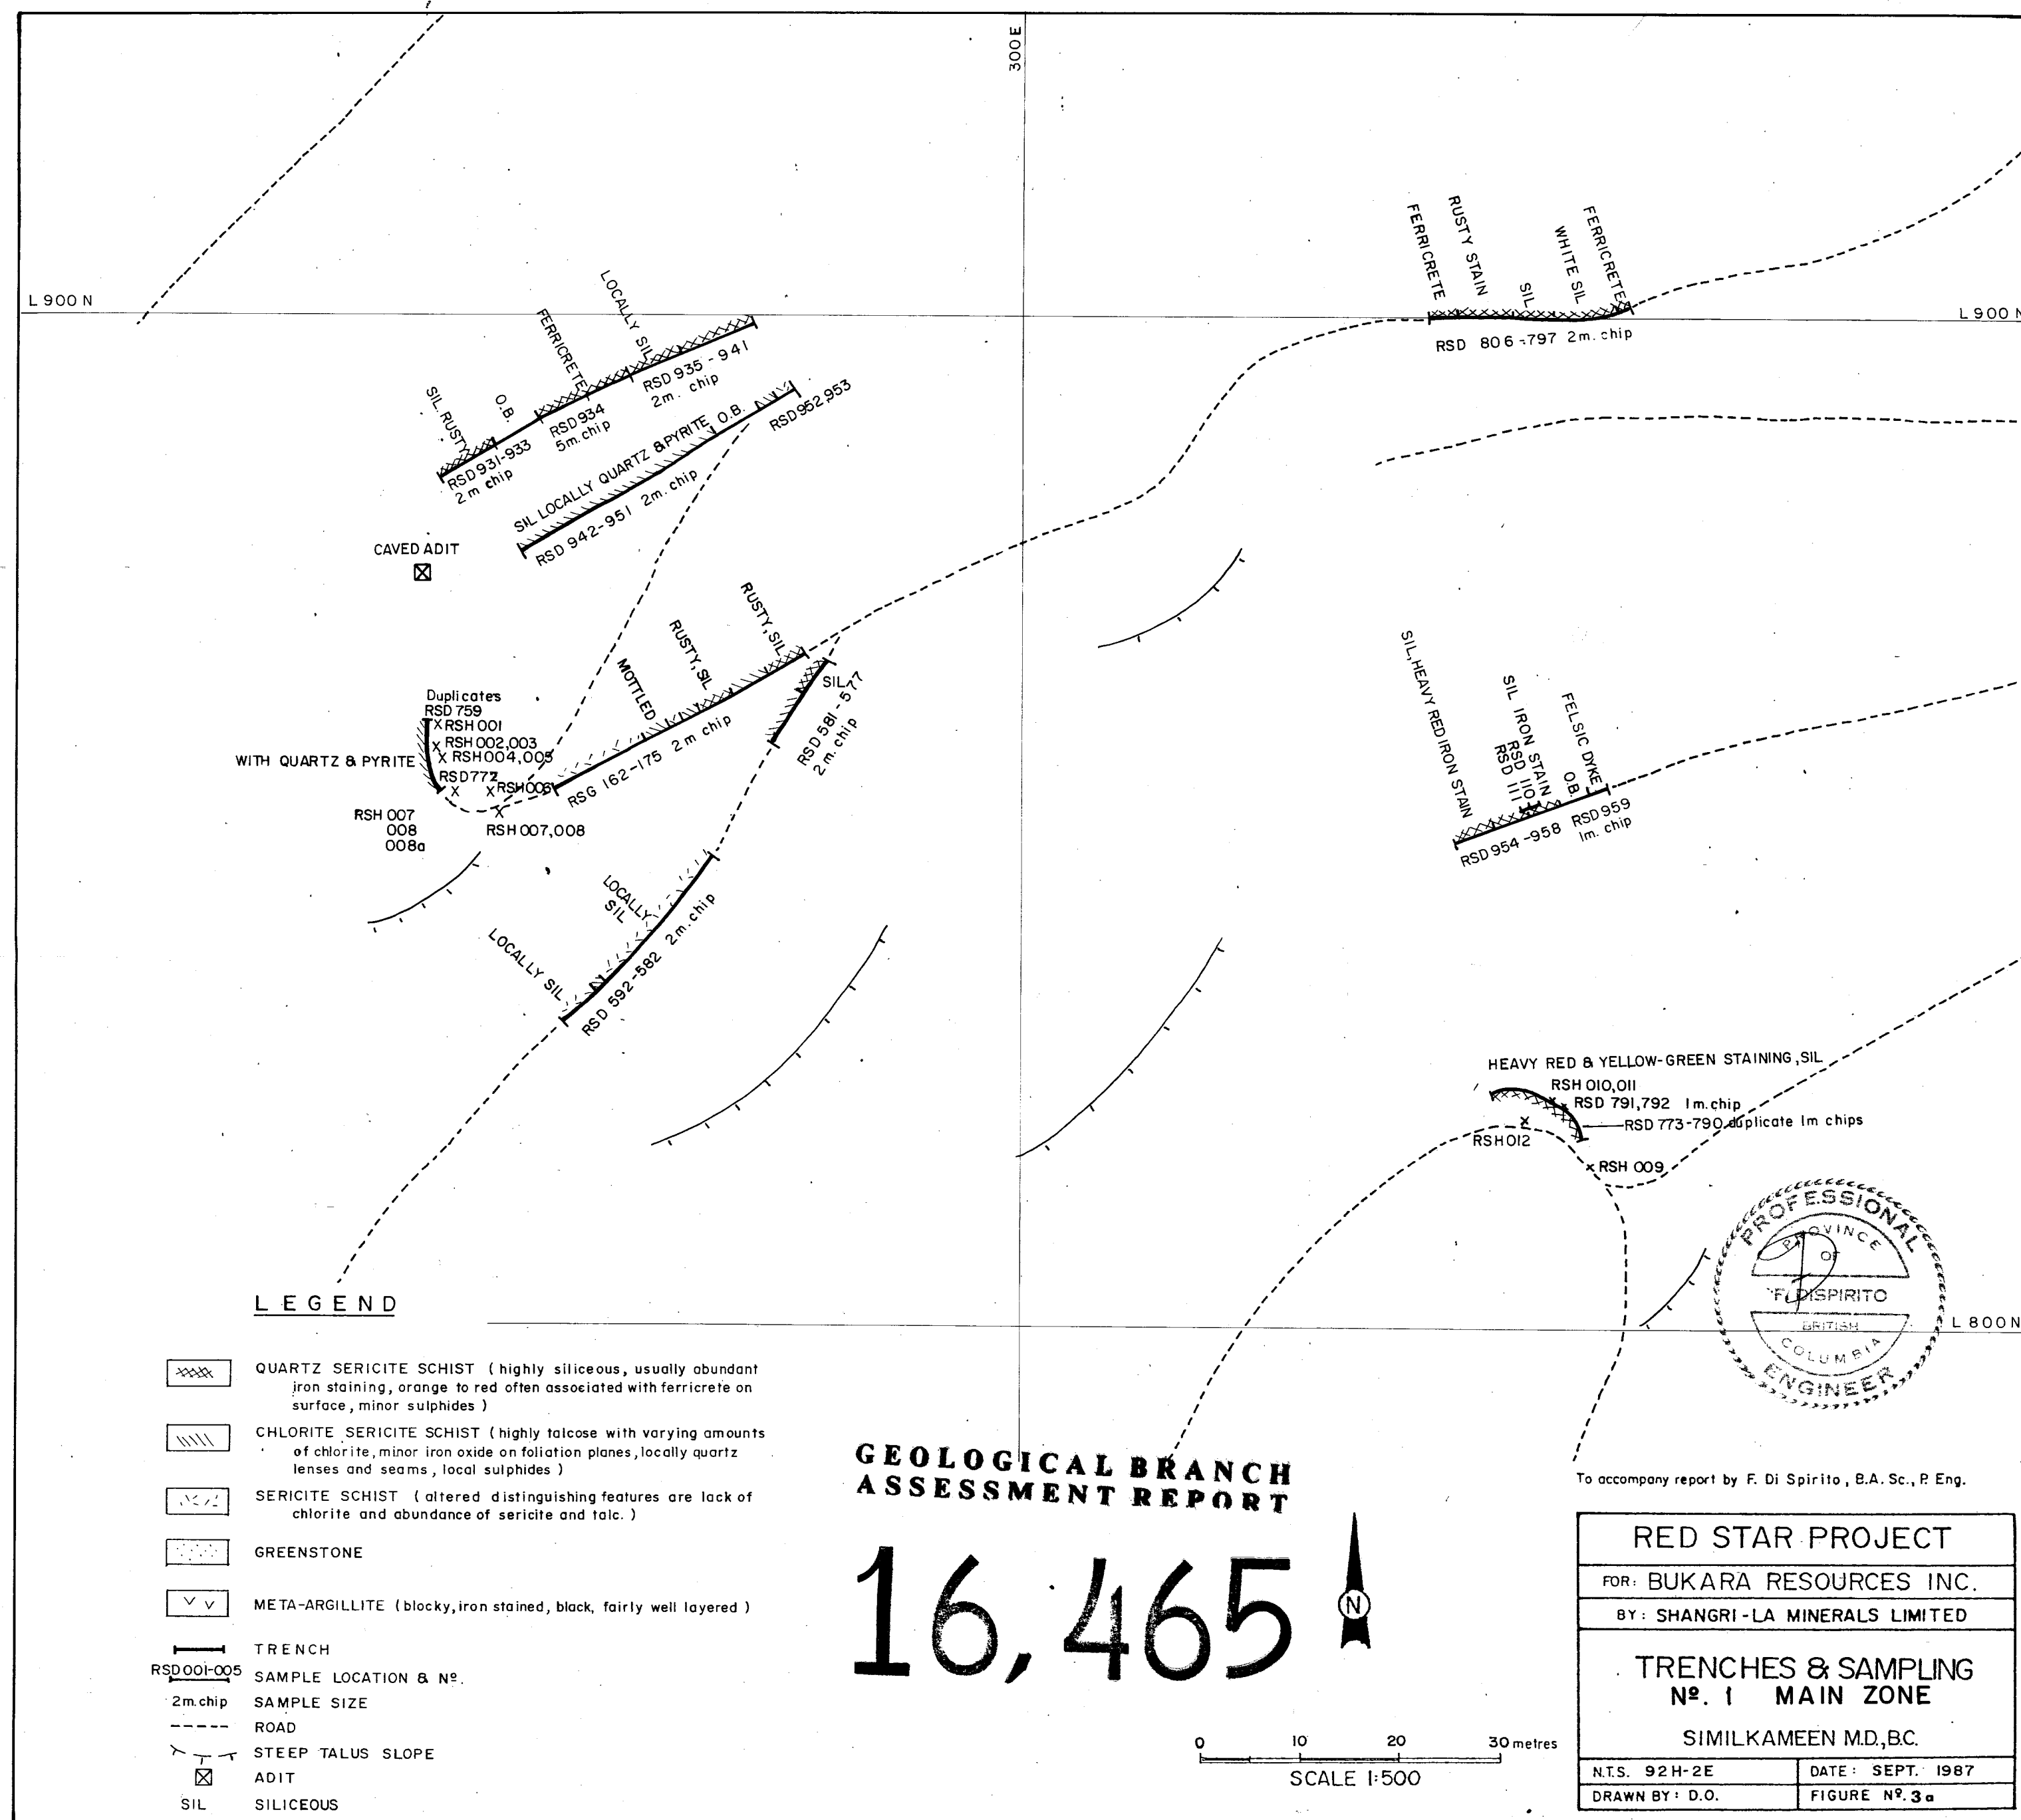 300E
L 900 N
L 900 N
FERRICRETE
RUSTY STAIN
SIL
WHITE SIL
FERRICRETE
RSD 806-797 2m. chip
SIL. RUSTY
O.B.
FERRICRETE
LOCALLY SIL
RSD 931-933
2m chip
RSD 934
5m. chip
RSD 935 - 941
2m. chip
SIL LOCALLY QUARTZ & PYRITE O.B.
RSD 952,953
RSD 942-951 2m. chip
CAVED ADIT
MOTTLED
RUSTY, SIL
RUSTY, SIL
RSG 162-175 2m chip
SIL
RSD 581 - 577
2m. chip
Duplicates
RSD 759
RSH 001
RSH 002,003
RSH 004,005
WITH QUARTZ & PYRITE
RSD 772
RSH 006
RSH 007
008
008a
RSH 007,008
LOCALLY
SIL
LOCALLY SIL
RSD 592-582 2m. chip
SIL, HEAVY RED IRON STAIN
SIL IRON STAIN
RSD 110
RSD 111
O.B.
FELSIC DYKE
RSD 954 -958
RSD 959
1m. chip
HEAVY RED & YELLOW-GREEN STAINING, SIL
RSH 010,011
RSD 791,792 1m. chip
RSD 773-790 duplicate 1m chips
RSH 012
RSH 009
PROFESSIONAL
PROVINCE
OF
F. DISPIRITO
BRITISH
COLUMBIA
ENGINEER
L 800 N
LEGEND
QUARTZ SERICITE SCHIST ( highly siliceous, usually abundant
iron staining, orange to red often associated with ferricrete on
surface, minor sulphides )
CHLORITE SERICITE SCHIST ( highly talcose with varying amounts
of chlorite, minor iron oxide on foliation planes, locally quartz
lenses and seams, local sulphides )
SERICITE SCHIST ( altered distinguishing features are lack of
chlorite and abundance of sericite and talc. )
GREENSTONE
META-ARGILLITE ( blocky, iron stained, black, fairly well layered )
TRENCH
RSD 001-005 SAMPLE LOCATION & Nº.
2m. chip SAMPLE SIZE
ROAD
STEEP TALUS SLOPE
ADIT
SIL SILICEOUS
GEOLOGICAL BRANCH
ASSESSMENT REPORT
16,465
N
0 10 20 30 metres
SCALE 1:500
To accompany report by F. Di Spirito, B.A. Sc., P. Eng.
RED STAR PROJECT
FOR: BUKARA RESOURCES INC.
BY: SHANGRI-LA MINERALS LIMITED
TRENCHES & SAMPLING
Nº. 1 MAIN ZONE
SIMILKAMEEN M.D., B.C.
N.T.S. 92H-2E
DATE: SEPT. 1987
DRAWN BY: D.O.
FIGURE Nº. 3a